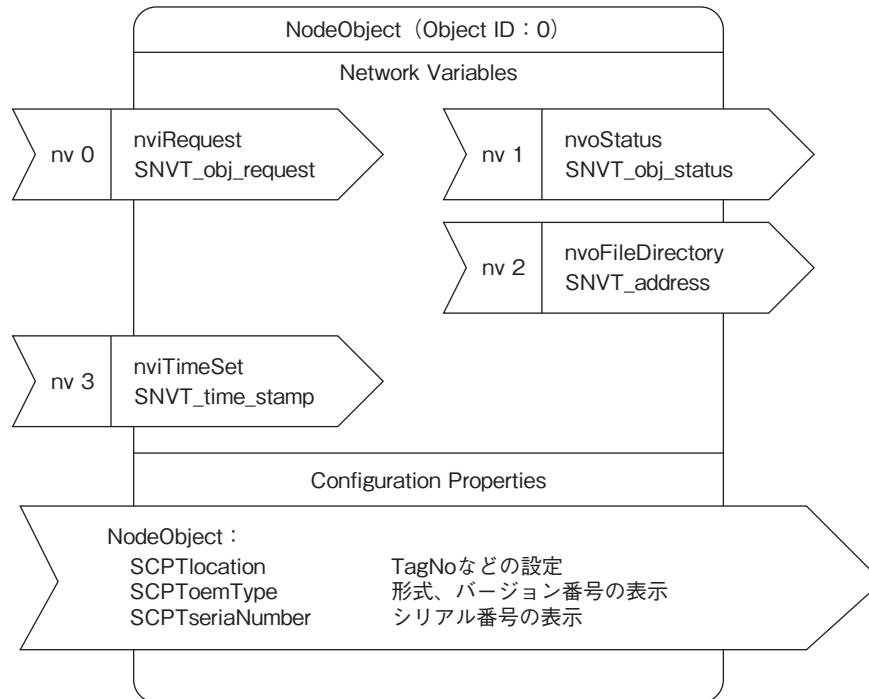 NodeObject（Object ID：0）
Network Variables
nv 0
nviRequest
SNVT_obj_request
nv 1
nvoStatus
SNVT_obj_status
nv 2
nvoFileDirectory
SNVT_address
nv 3
nviTimeSet
SNVT_time_stamp
Configuration Properties
NodeObject：
SCPTlocation TagNoなどの設定
SCPToemType 形式、バージョン番号の表示
SCPTseriaNumber シリアル番号の表示